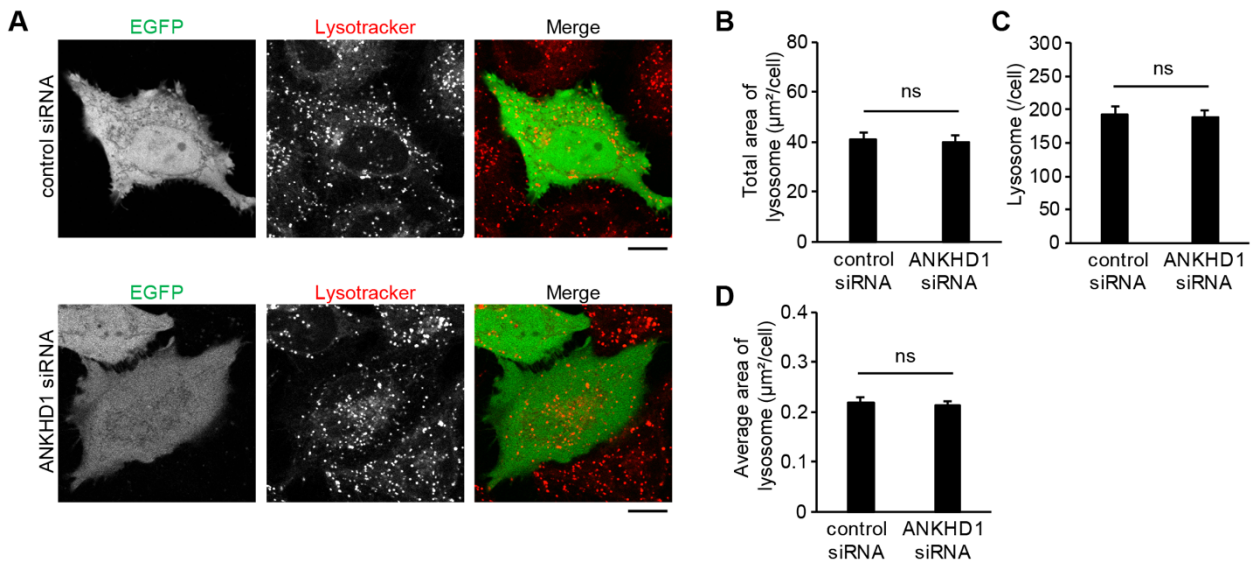 A
EGFP
Lysotracker
Merge
control siRNA
EGFP
Lysotracker
Merge
ANKHD1 siRNA
B
Total area of
lysosome (µm²/cell)
80
60
40
20
0
ns
control
siRNA
ANKHD1
siRNA
C
Lysosome (/cell)
300
250
200
150
100
50
0
ns
control
siRNA
ANKHD1
siRNA
D
Average area of
lysosome (µm²/cell)
0.4
0.3
0.2
0.1
0
ns
control
siRNA
ANKHD1
siRNA